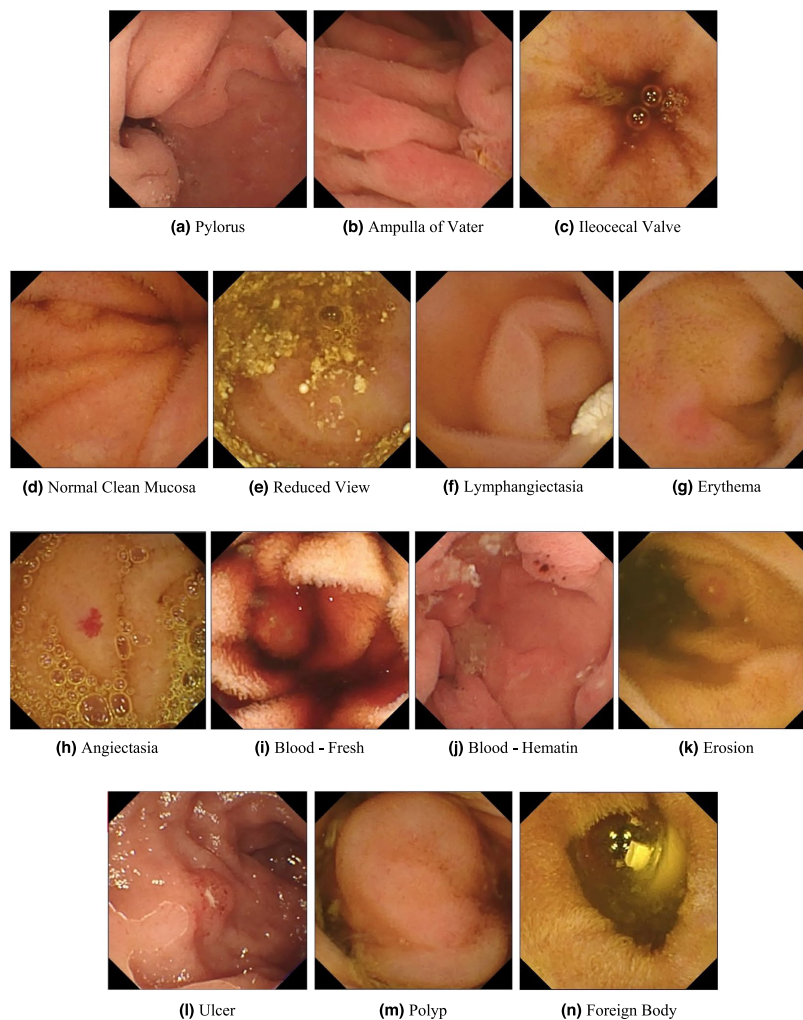 (a) Pylorus
(b) Ampulla of Vater
(c) Ileocecal Valve
(d) Normal Clean Mucosa
(e) Reduced View
(f) Lymphangiectasia
(g) Erythema
(h) Angiectasia
(i) Blood - Fresh
(j) Blood - Hematin
(k) Erosion
(l) Ulcer
(m) Polyp
(n) Foreign Body